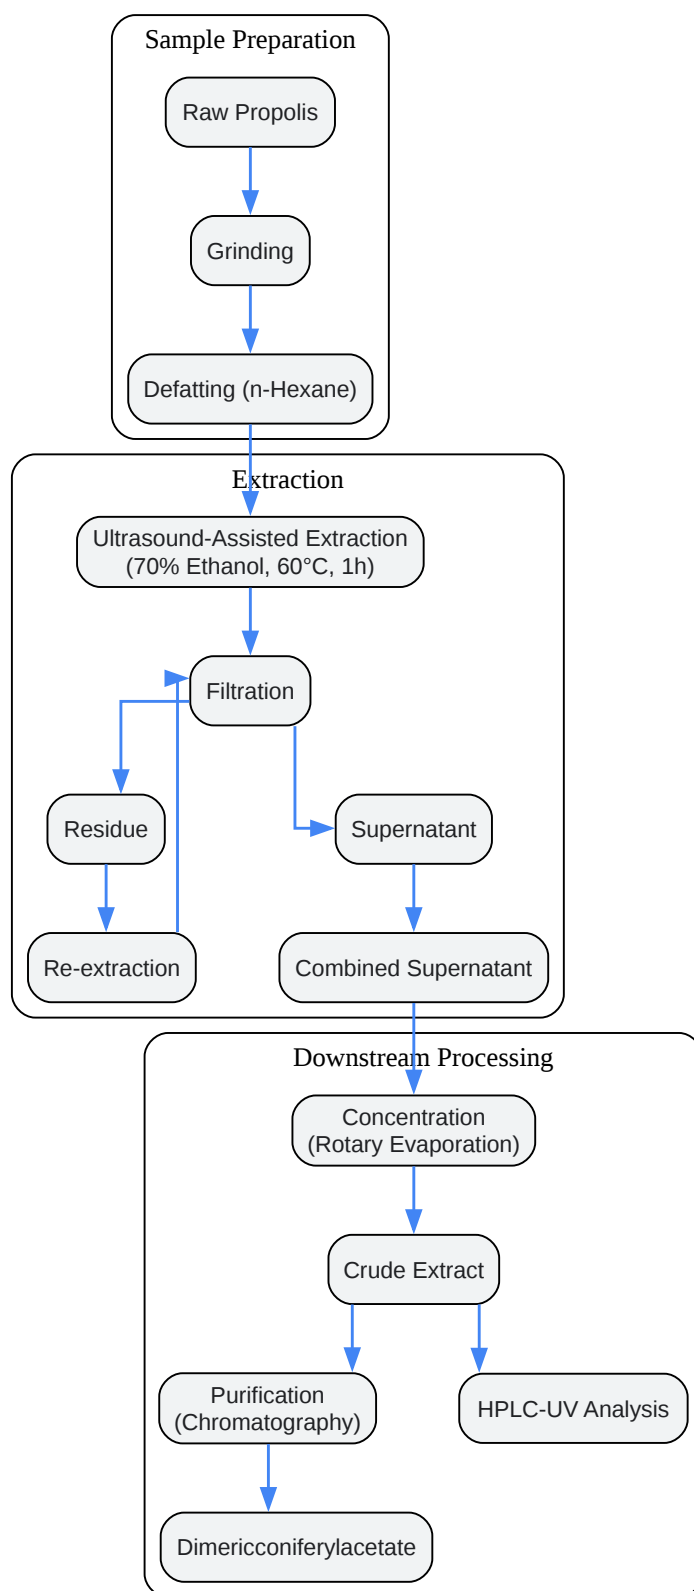 Sample Preparation
Raw Propolis
Grinding
Defatting (n-Hexane)
Extraction
Ultrasound-Assisted Extraction
(70% Ethanol, 60°C, 1h)
Filtration
Residue
Supernatant
Re-extraction
Combined Supernatant
Downstream Processing
Concentration
(Rotary Evaporation)
Crude Extract
Purification
(Chromatography)
HPLC-UV Analysis
Dimericconiferylacetate